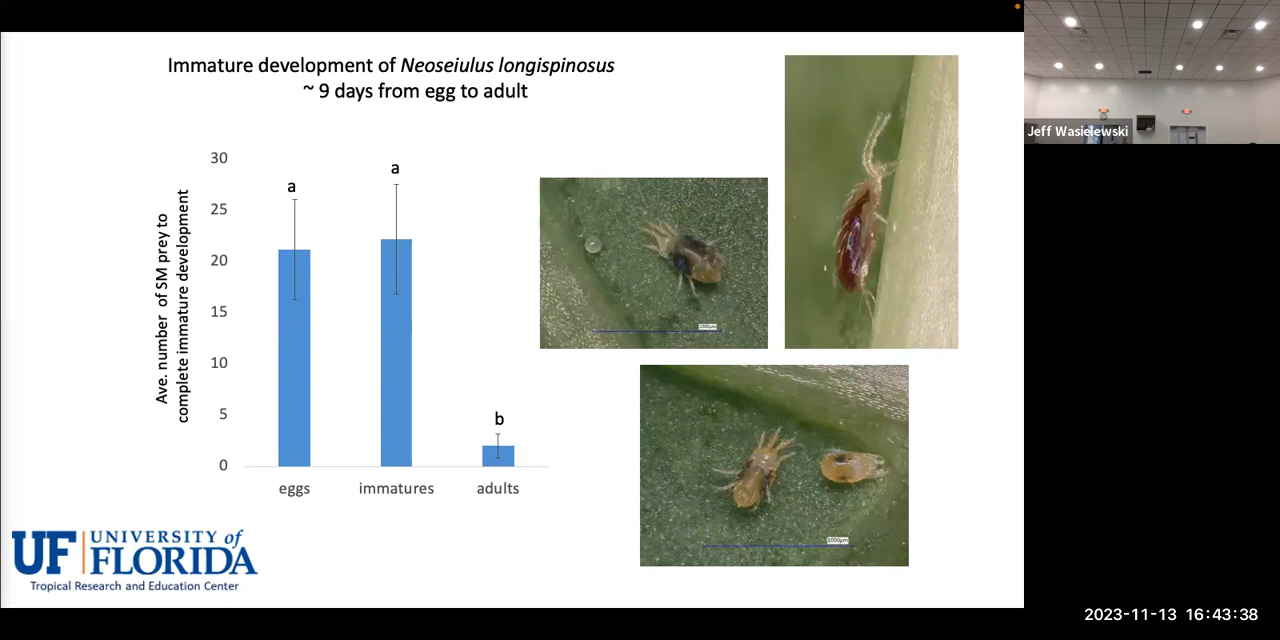 Immature development of Neoseiulus longispinosus
~ 9 days from egg to adult
Jeff Wasielewski
Ave. number of SM prey to
complete immature development
30
25
20
15
10
5
0
a
a
b
eggs immatures adults
1000µm
1000µm
UF UNIVERSITY of
FLORIDA
Tropical Research and Education Center
2023-11-13 16:43:38